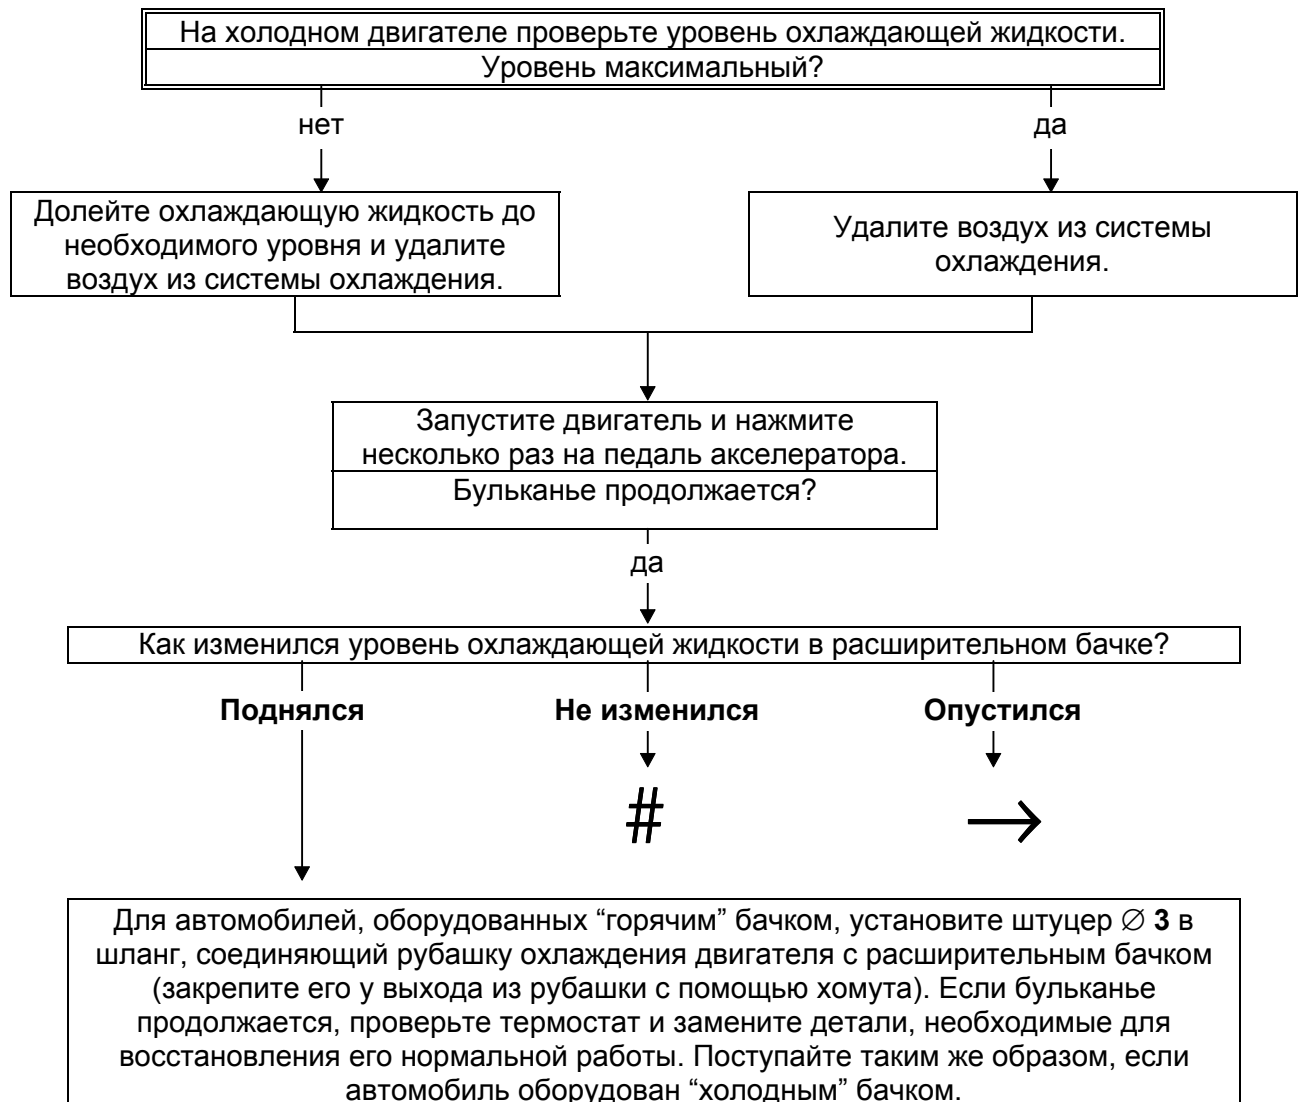 На холодном двигателе проверьте уровень охлаждающей жидкости.
Уровень максимальный?
нет
да
Долейте охлаждающую жидкость до
необходимого уровня и удалите
воздух из системы охлаждения.
Удалите воздух из системы
охлаждения.
Запустите двигатель и нажмите
несколько раз на педаль акселератора.
Бульканье продолжается?
да
Как изменился уровень охлаждающей жидкости в расширительном бачке?
Поднялся
Не изменился
Опустился
#
→
Для автомобилей, оборудованных “горячим” бачком, установите штуцер ∅ 3 в
шланг, соединяющий рубашку охлаждения двигателя с расширительным бачком
(закрепите его у выхода из рубашки с помощью хомута). Если бульканье
продолжается, проверьте термостат и замените детали, необходимые для
восстановления его нормальной работы. Поступайте таким же образом, если
автомобиль оборудован “холодным” бачком.